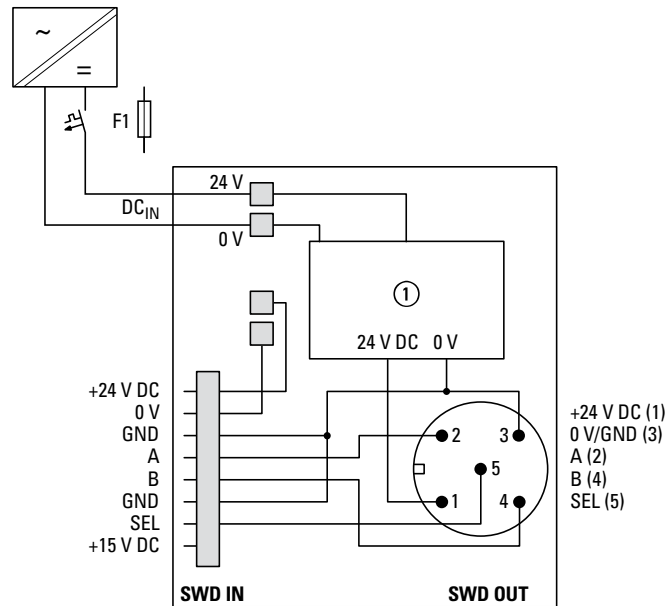 ~
=
F1
24 V
DC IN
0 V
①
24 V DC 0 V
+24 V DC
0 V
GND
A
B
GND
SEL
+15 V DC
2 3
5
1 4
+24 V DC (1)
0 V/GND (3)
A (2)
B (4)
SEL (5)
SWD IN SWD OUT